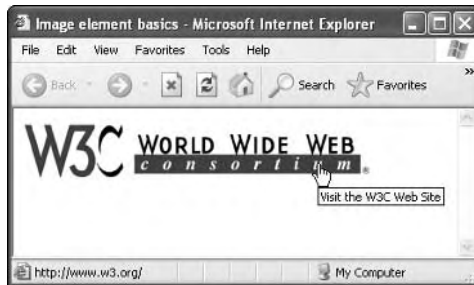 Image element basics - Microsoft Internet Explorer
File Edit View Favorites Tools Help
Back Search Favorites »
W3C WORLD WIDE WEB
consortium ®
Visit the W3C Web Site
http://www.w3.org/ My Computer